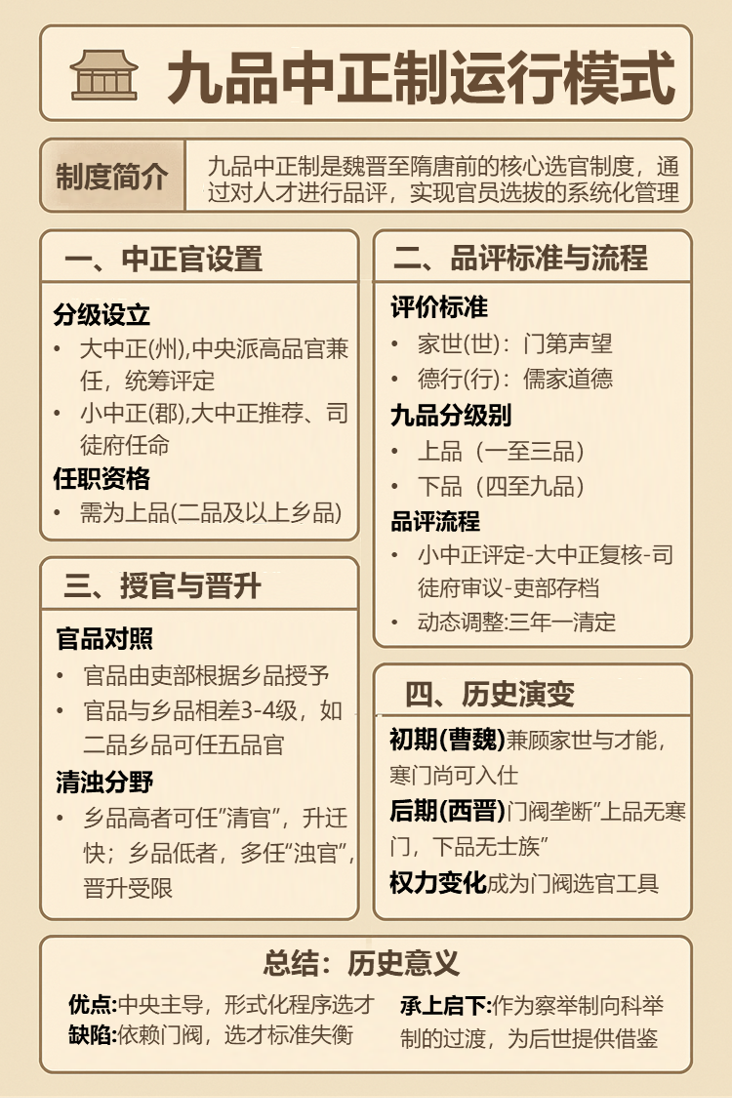 九品中正制运行模式
制度简介
九品中正制是魏晋至隋唐前的核心选官制度，通
过对人才进行品评，实现官员选拔的系统化管理
一、中正官设置
分级设立
• 大中正(州),中央派高品官兼
任，统筹评定
• 小中正(郡),大中正推荐、司
徒府任命
任职资格
• 需为上品(二品及以上乡品)
二、品评标准与流程
评价标准
• 家世(世)：门第声望
• 德行(行)：儒家道德
九品分级别
• 上品（一至三品）
• 下品（四至九品）
品评流程
• 小中正评定-大中正复核-司
徒府审议-吏部存档
• 动态调整:三年一清定
三、授官与晋升
官品对照
• 官品由吏部根据乡品授予
• 官品与乡品相差3-4级，如
二品乡品可任五品官
清浊分野
• 乡品高者可任"清官"，升迁
快；乡品低者，多任"浊官",
晋升受限
四、历史演变
初期(曹魏)兼顾家世与才能，
寒门尚可入仕
后期(西晋)门阀垄断"上品无寒
门，下品无士族"
权力变化成为门阀选官工具
总结：历史意义
优点:中央主导，形式化程序选才
缺陷:依赖门阀，选才标准失衡
承上启下:作为察举制向科举
制的过渡，为后世提供借鉴